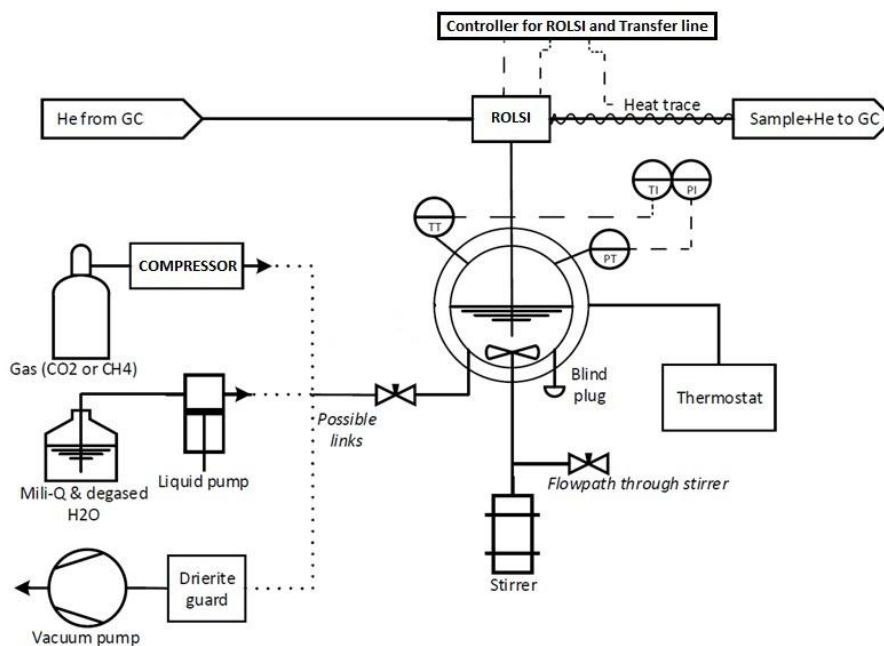 Controller for ROLSI and Transfer line
He from GC
ROLSI
Heat trace
Sample+He to GC
TI
PI
TT
PT
COMPRESSOR
Gas (CO2 or CH4)
Blind
plug
Thermostat
Possible
links
Liquid pump
Mili-Q & degased
H2O
Flowpath through stirrer
Drierite
guard
Stirrer
Vacuum pump